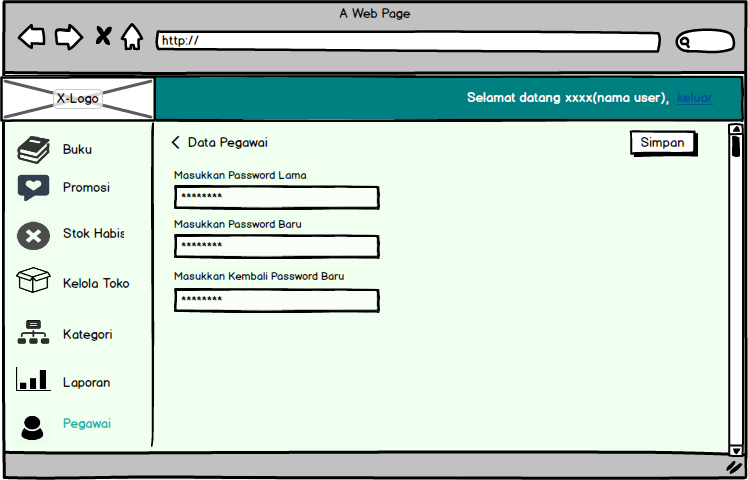 A Web Page
http://
X-Logo
Selamat datang xxxx(nama user), keluar
Buku
Promosi
Stok Habis
Kelola Toko
Kategori
Laporan
Pegawai
Data Pegawai
Simpan
Masukkan Password Lama
********
Masukkan Password Baru
********
Masukkan Kembali Password Baru
********